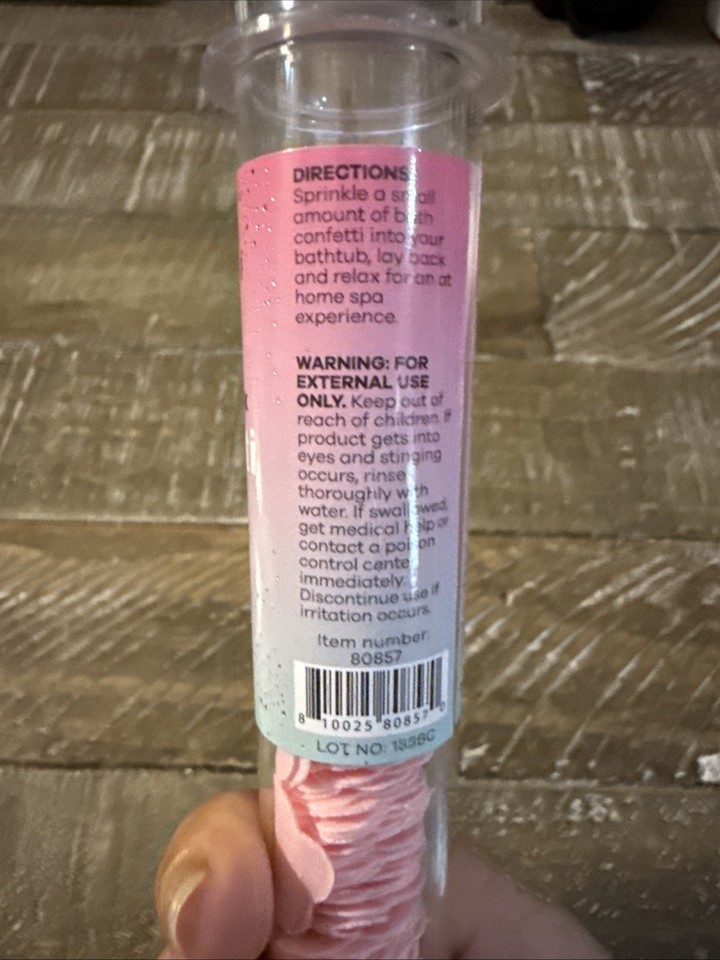 DIRECTIONS:
Sprinkle a small
amount of bath
confetti into your
bathtub, lay back
and relax for an at
home spa
experience.
WARNING: FOR
EXTERNAL USE
ONLY. Keep out of
reach of children. If
product gets into
eyes and stinging
occurs, rinse
thoroughly with
water. If swallowed,
get medical help or
contact a poison
control center
immediately.
Discontinue use if
irritation occurs.
Item number:
80857
8 10025 80857 0
LOT NO: